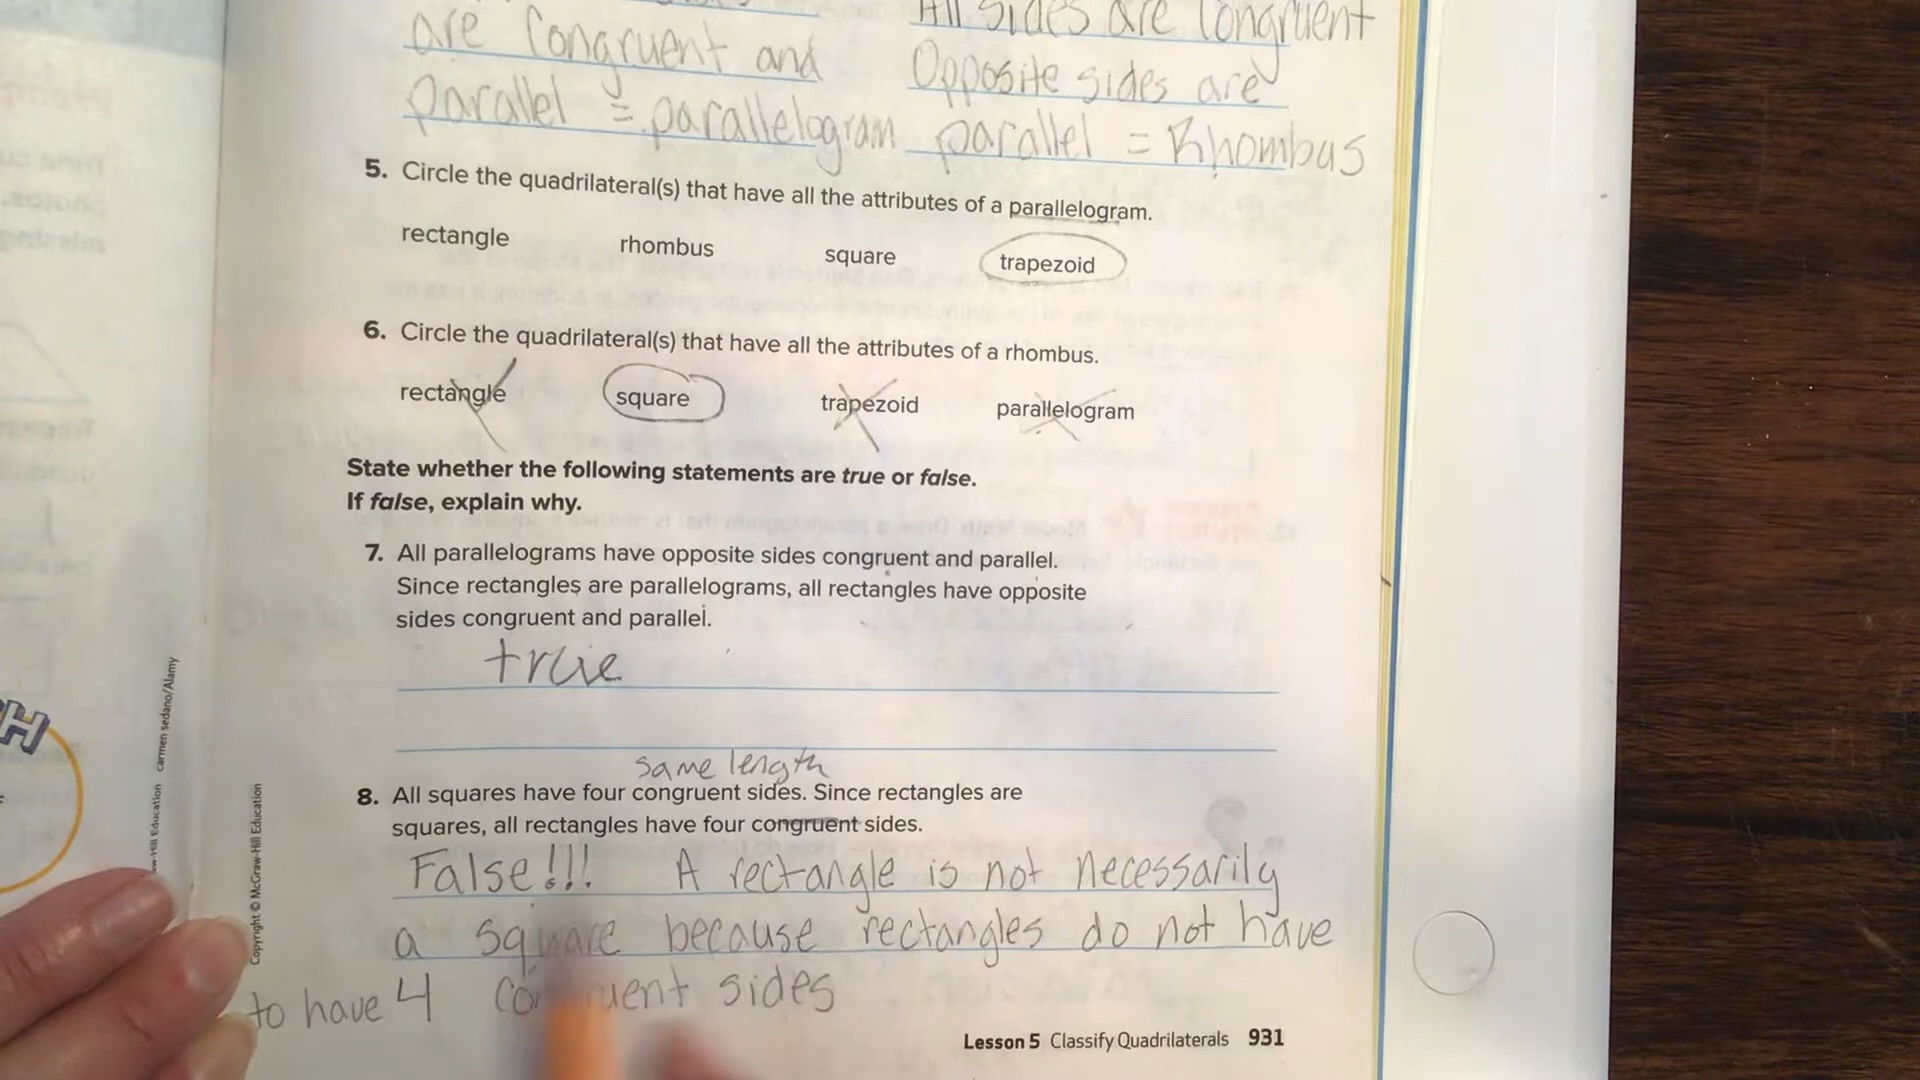 All Sides are Congruent
are Congruent and
Opposite sides are
parallel = parallelogram
parallel = Rhombus
5. Circle the quadrilateral(s) that have all the attributes of a parallelogram.
rectangle rhombus square trapezoid
6. Circle the quadrilateral(s) that have all the attributes of a rhombus.
rectangle square trapezoid parallelogram
State whether the following statements are true or false.
If false, explain why.
7. All parallelograms have opposite sides congruent and parallel.
Since rectangles are parallelograms, all rectangles have opposite
sides congruent and parallel.
true
same length
8. All squares have four congruent sides. Since rectangles are
squares, all rectangles have four congruent sides.
False!!! A rectangle is not necessarily
a square because rectangles do not have
to have 4 congruent sides
Lesson 5 Classify Quadrilaterals 931
Copyright © McGraw-Hill Education
carmen sedano/Alamy
H